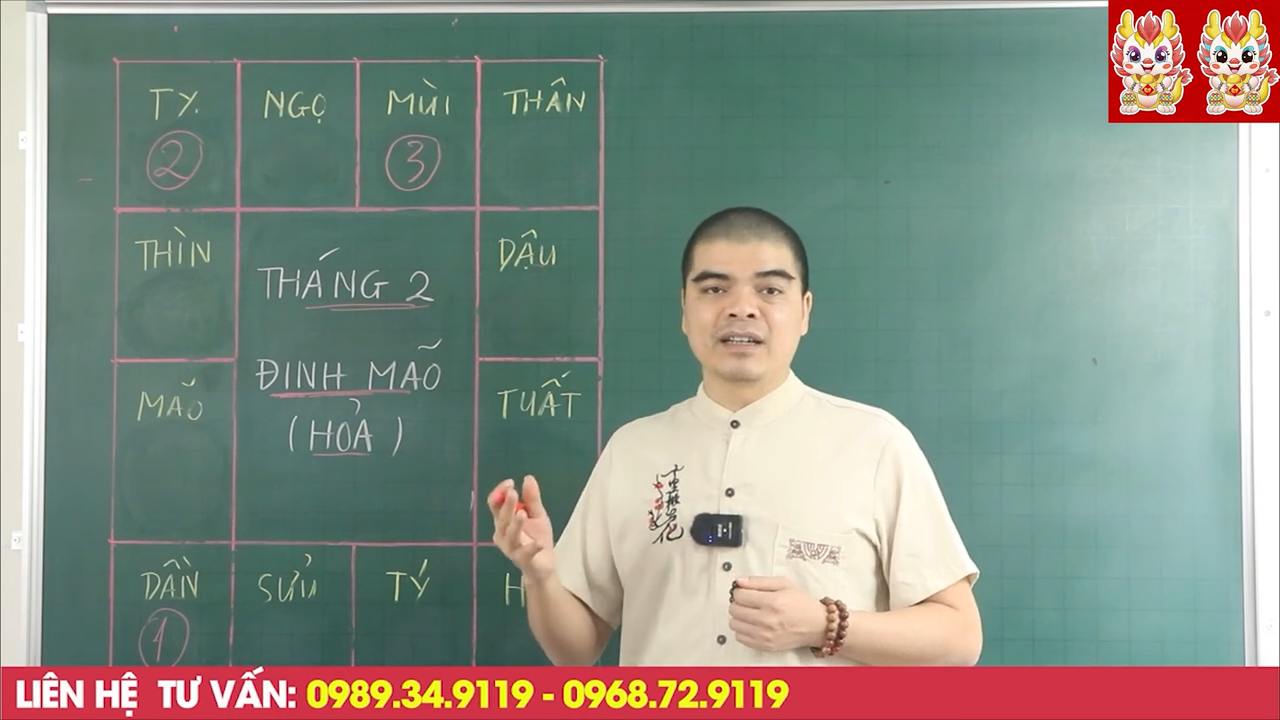 TỴ NGỌ MÙI THÂN
2 3
THÌN DẬU
THÁNG 2
ĐINH MÃO
(HỎA)
MÃO TUẤT
DẦN SỬU TÝ H
1
LIÊN HỆ TƯ VẤN: 0989.34.9119 - 0968.72.9119